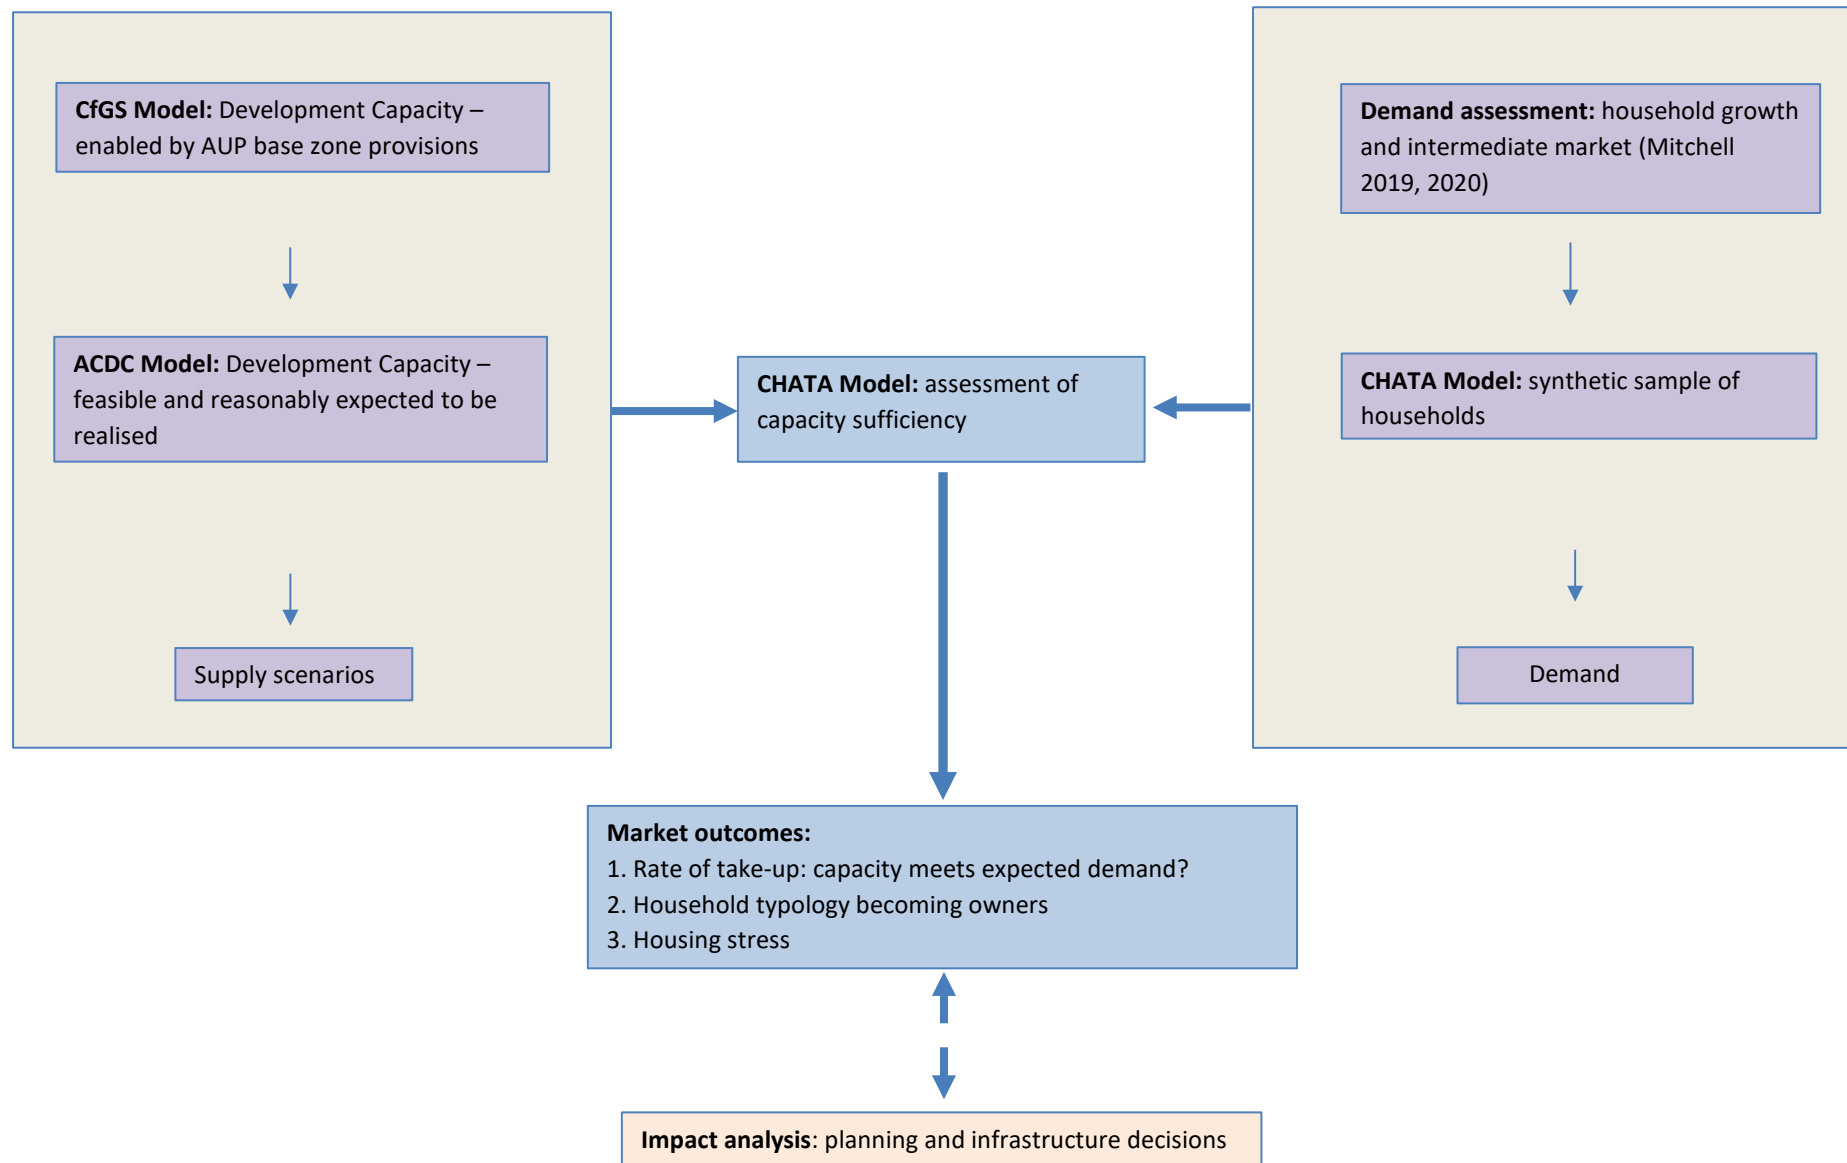 CfGS Model: Development Capacity –
enabled by AUP base zone provisions
ACDC Model: Development Capacity –
feasible and reasonably expected to be
realised
Supply scenarios
CHATA Model: assessment of
capacity sufficiency
Demand assessment: household growth
and intermediate market (Mitchell
2019, 2020)
CHATA Model: synthetic sample of
households
Demand
Market outcomes:
1. Rate of take-up: capacity meets expected demand?
2. Household typology becoming owners
3. Housing stress
Impact analysis: planning and infrastructure decisions